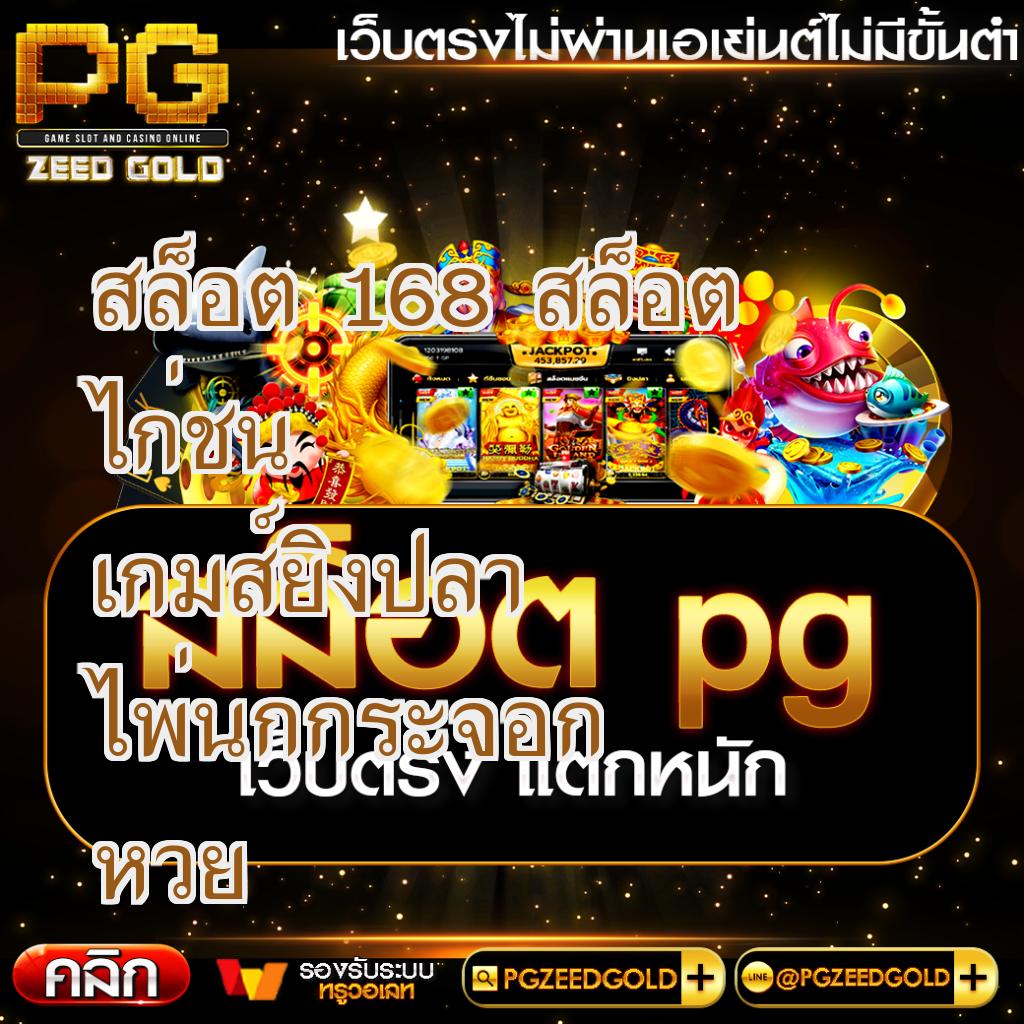 เว็บตรงไม่ผ่านเอเย่นต์ไม่มีขั้นต่ำ
PG
GAME SLOT AND CASINO ONLINE
ZEED GOLD
สล็อต 168 สล็อต
JACKPOT
453,857.29
ไก่ชน
เกมส์ยิงปลา
สล็อต pg
ไพ่นกกระจอก
เว็บตรง แตกหนัก
หวย
คลิก
รองรับระบบ
ทรูวอเลท
PGZEEDGOLD +
LINE @PGZEEDGOLD +